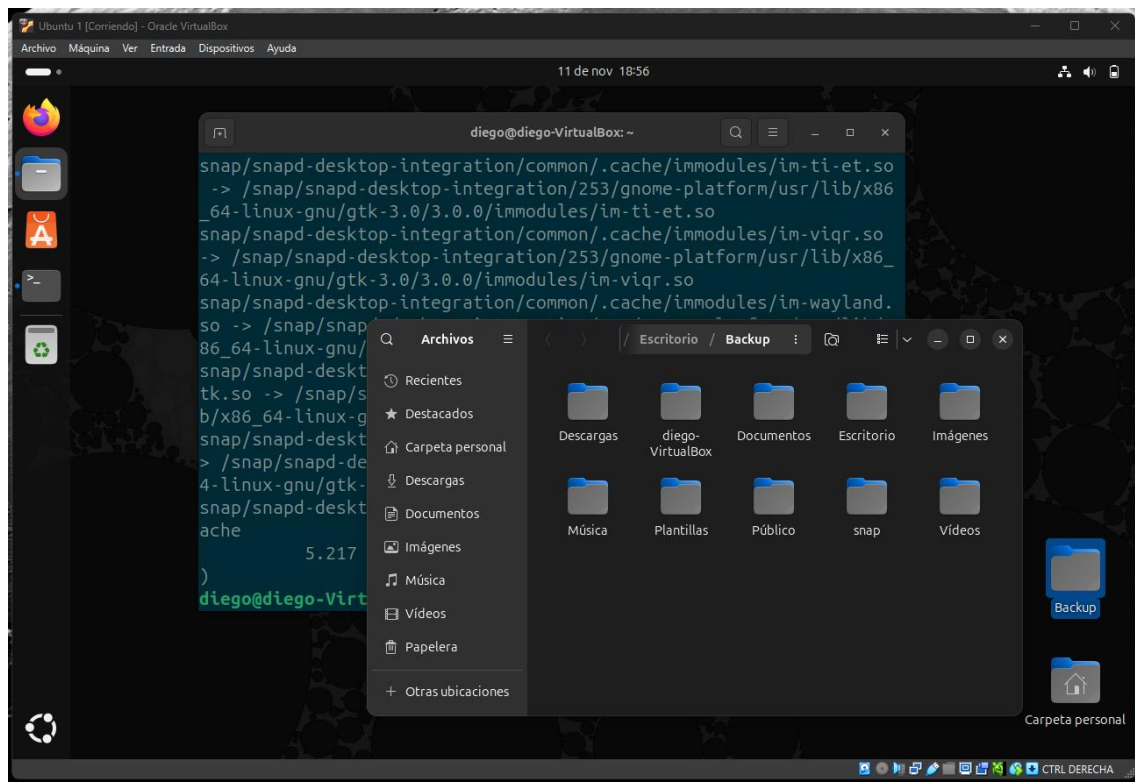 Ubuntu 1 [Corriendo] - Oracle VirtualBox
Archivo Máquina Ver Entrada Dispositivos Ayuda
11 de nov 18:56
diego@diego-VirtualBox: ~
snap/snapd-desktop-integration/common/.cache/immodules/im-ti-et.so
-> /snap/snapd-desktop-integration/253/gnome-platform/usr/lib/x86
_64-linux-gnu/gtk-3.0/3.0.0/immodules/im-ti-et.so
snap/snapd-desktop-integration/common/.cache/immodules/im-viqr.so
-> /snap/snapd-desktop-integration/253/gnome-platform/usr/lib/x86_
64-linux-gnu/gtk-3.0/3.0.0/immodules/im-viqr.so
snap/snapd-desktop-integration/common/.cache/immodules/im-wayland.
so -> /snap/snap
86_64-linux-gnu/
snap/snapd-deskt
tk.so -> /snap/s
b/x86_64-linux-g
snap/snapd-deskt
> /snap/snapd-de
4-linux-gnu/gtk-
snap/snapd-deskt
ache
5.217
)
diego@diego-Virt
Archivos
/ Escritorio / Backup
Recientes
Destacados
Carpeta personal
Descargas
Documentos
Imágenes
Música
Vídeos
Papelera
+ Otras ubicaciones
Descargas
diego-
VirtualBox
Documentos
Escritorio
Imágenes
Música
Plantillas
Público
snap
Vídeos
Backup
Carpeta personal
CTRL DERECHA